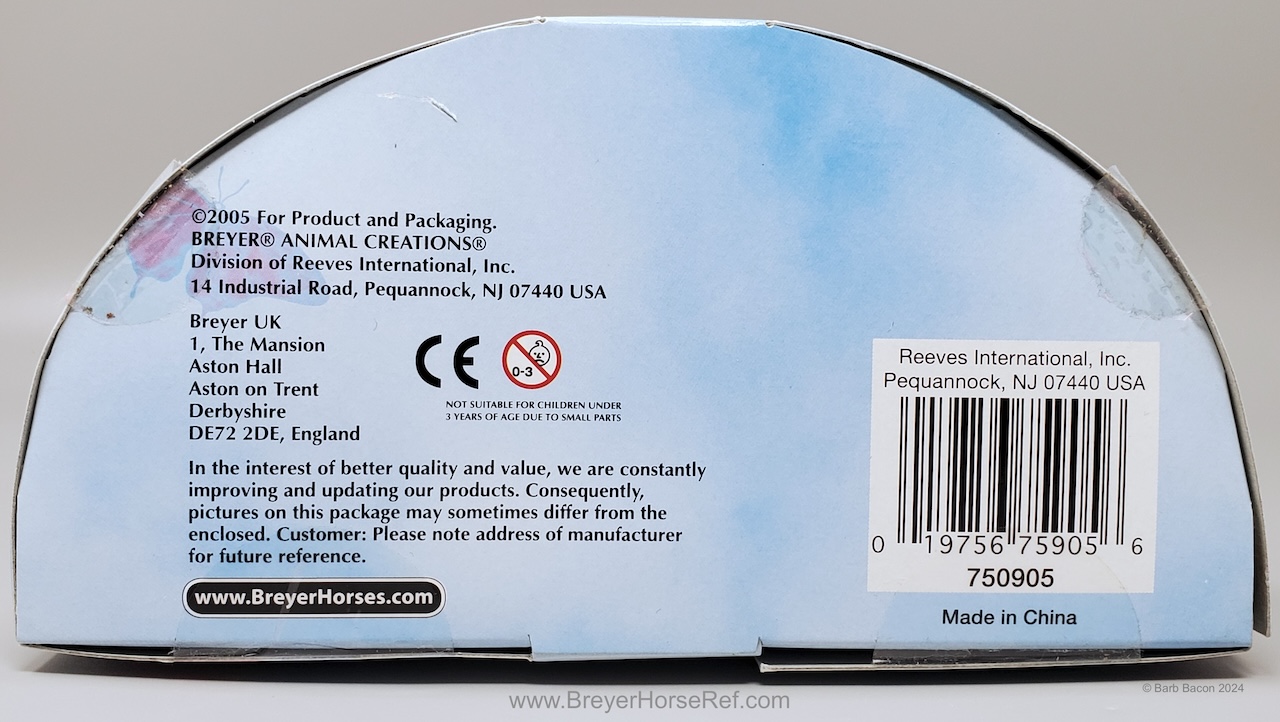 ©2005 For Product and Packaging.
BREYER® ANIMAL CREATIONS®
Division of Reeves International, Inc.
14 Industrial Road, Pequannock, NJ 07440 USA
Breyer UK
1, The Mansion
Aston Hall
Aston on Trent
Derbyshire
DE72 2DE, England
CE
0-3
NOT SUITABLE FOR CHILDREN UNDER
3 YEARS OF AGE DUE TO SMALL PARTS
In the interest of better quality and value, we are constantly
improving and updating our products. Consequently,
pictures on this package may sometimes differ from the
enclosed. Customer: Please note address of manufacturer
for future reference.
www.BreyerHorses.com
Reeves International, Inc.
Pequannock, NJ 07440 USA
0 19756 75905 6
750905
Made in China
www.BreyerHorseRef.com
© Barb Bacon 2024